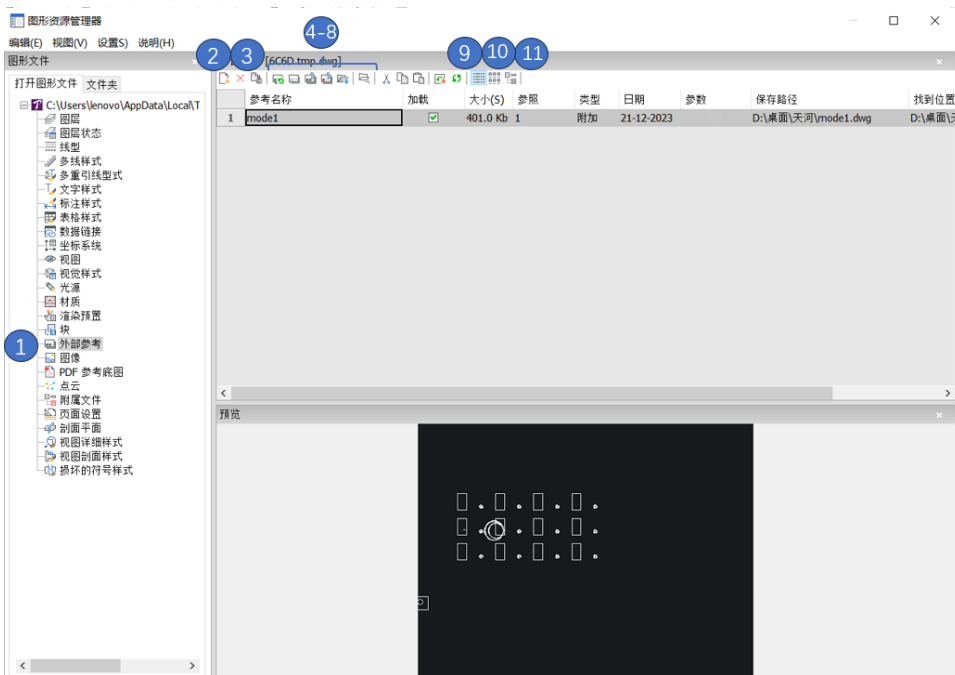 图形资源管理器
编辑(E) 视图(V) 设置(S) 说明(H)
4-8
图形文件
2 3 [6C6D.tmp.dwg] 9 10 11
打开图形文件 文件夹
参考名称 加载 大小(S) 参照 类型 日期 参数 保存路径 找到位置
1 mode1 401.0 Kb 1 附加 21-12-2023 D:\桌面\天河\mode1.dwg D:\桌面\
C:\Users\lenovo\AppData\Local\T
图层
图层状态
线型
多线样式
多重引线型式
文字样式
标注样式
表格样式
数据链接
坐标系统
视图
视觉样式
光源
材质
渲染预置
块
1 外部参考
图像
PDF 参考底图
点云
附属文件
页面设置
剖面平面
视图详细样式
视图剖面样式
损坏的符号样式
预览